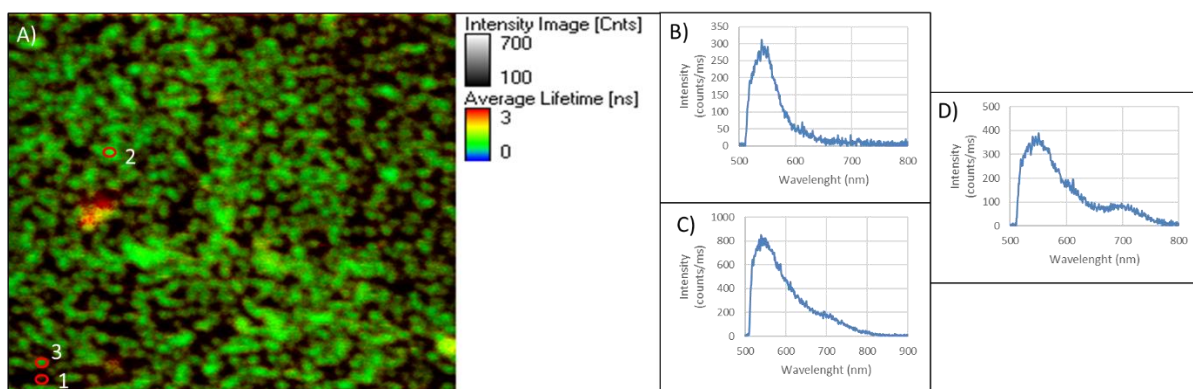 A)
2
3
1
Intensity Image [Cnts]
700
100
Average Lifetime [ns]
3
0
B)
Intensity
(counts/ms)
350
300
250
200
150
100
50
0
500
600
700
800
Wavelenght (nm)
C)
Intensity
(counts/ms)
1000
800
600
400
200
0
500
600
700
800
900
Wavelenght (nm)
D)
Intensity
(counts/ms)
500
400
300
200
100
0
500
600
700
800
Wavelenght (nm)